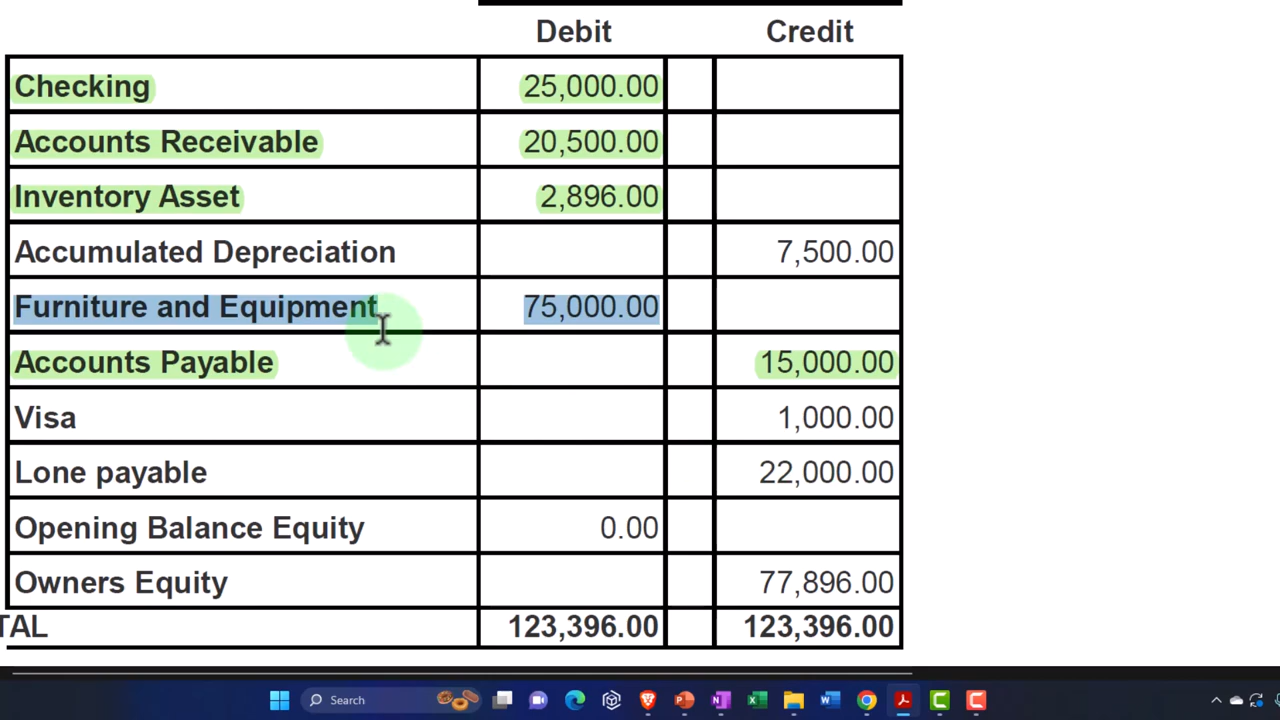 Debit Credit
Checking 25,000.00
Accounts Receivable 20,500.00
Inventory Asset 2,896.00
Accumulated Depreciation 7,500.00
Furniture and Equipment 75,000.00
Accounts Payable 15,000.00
Visa 1,000.00
Lone payable 22,000.00
Opening Balance Equity 0.00
Owners Equity 77,896.00
TAL 123,396.00 123,396.00
Search